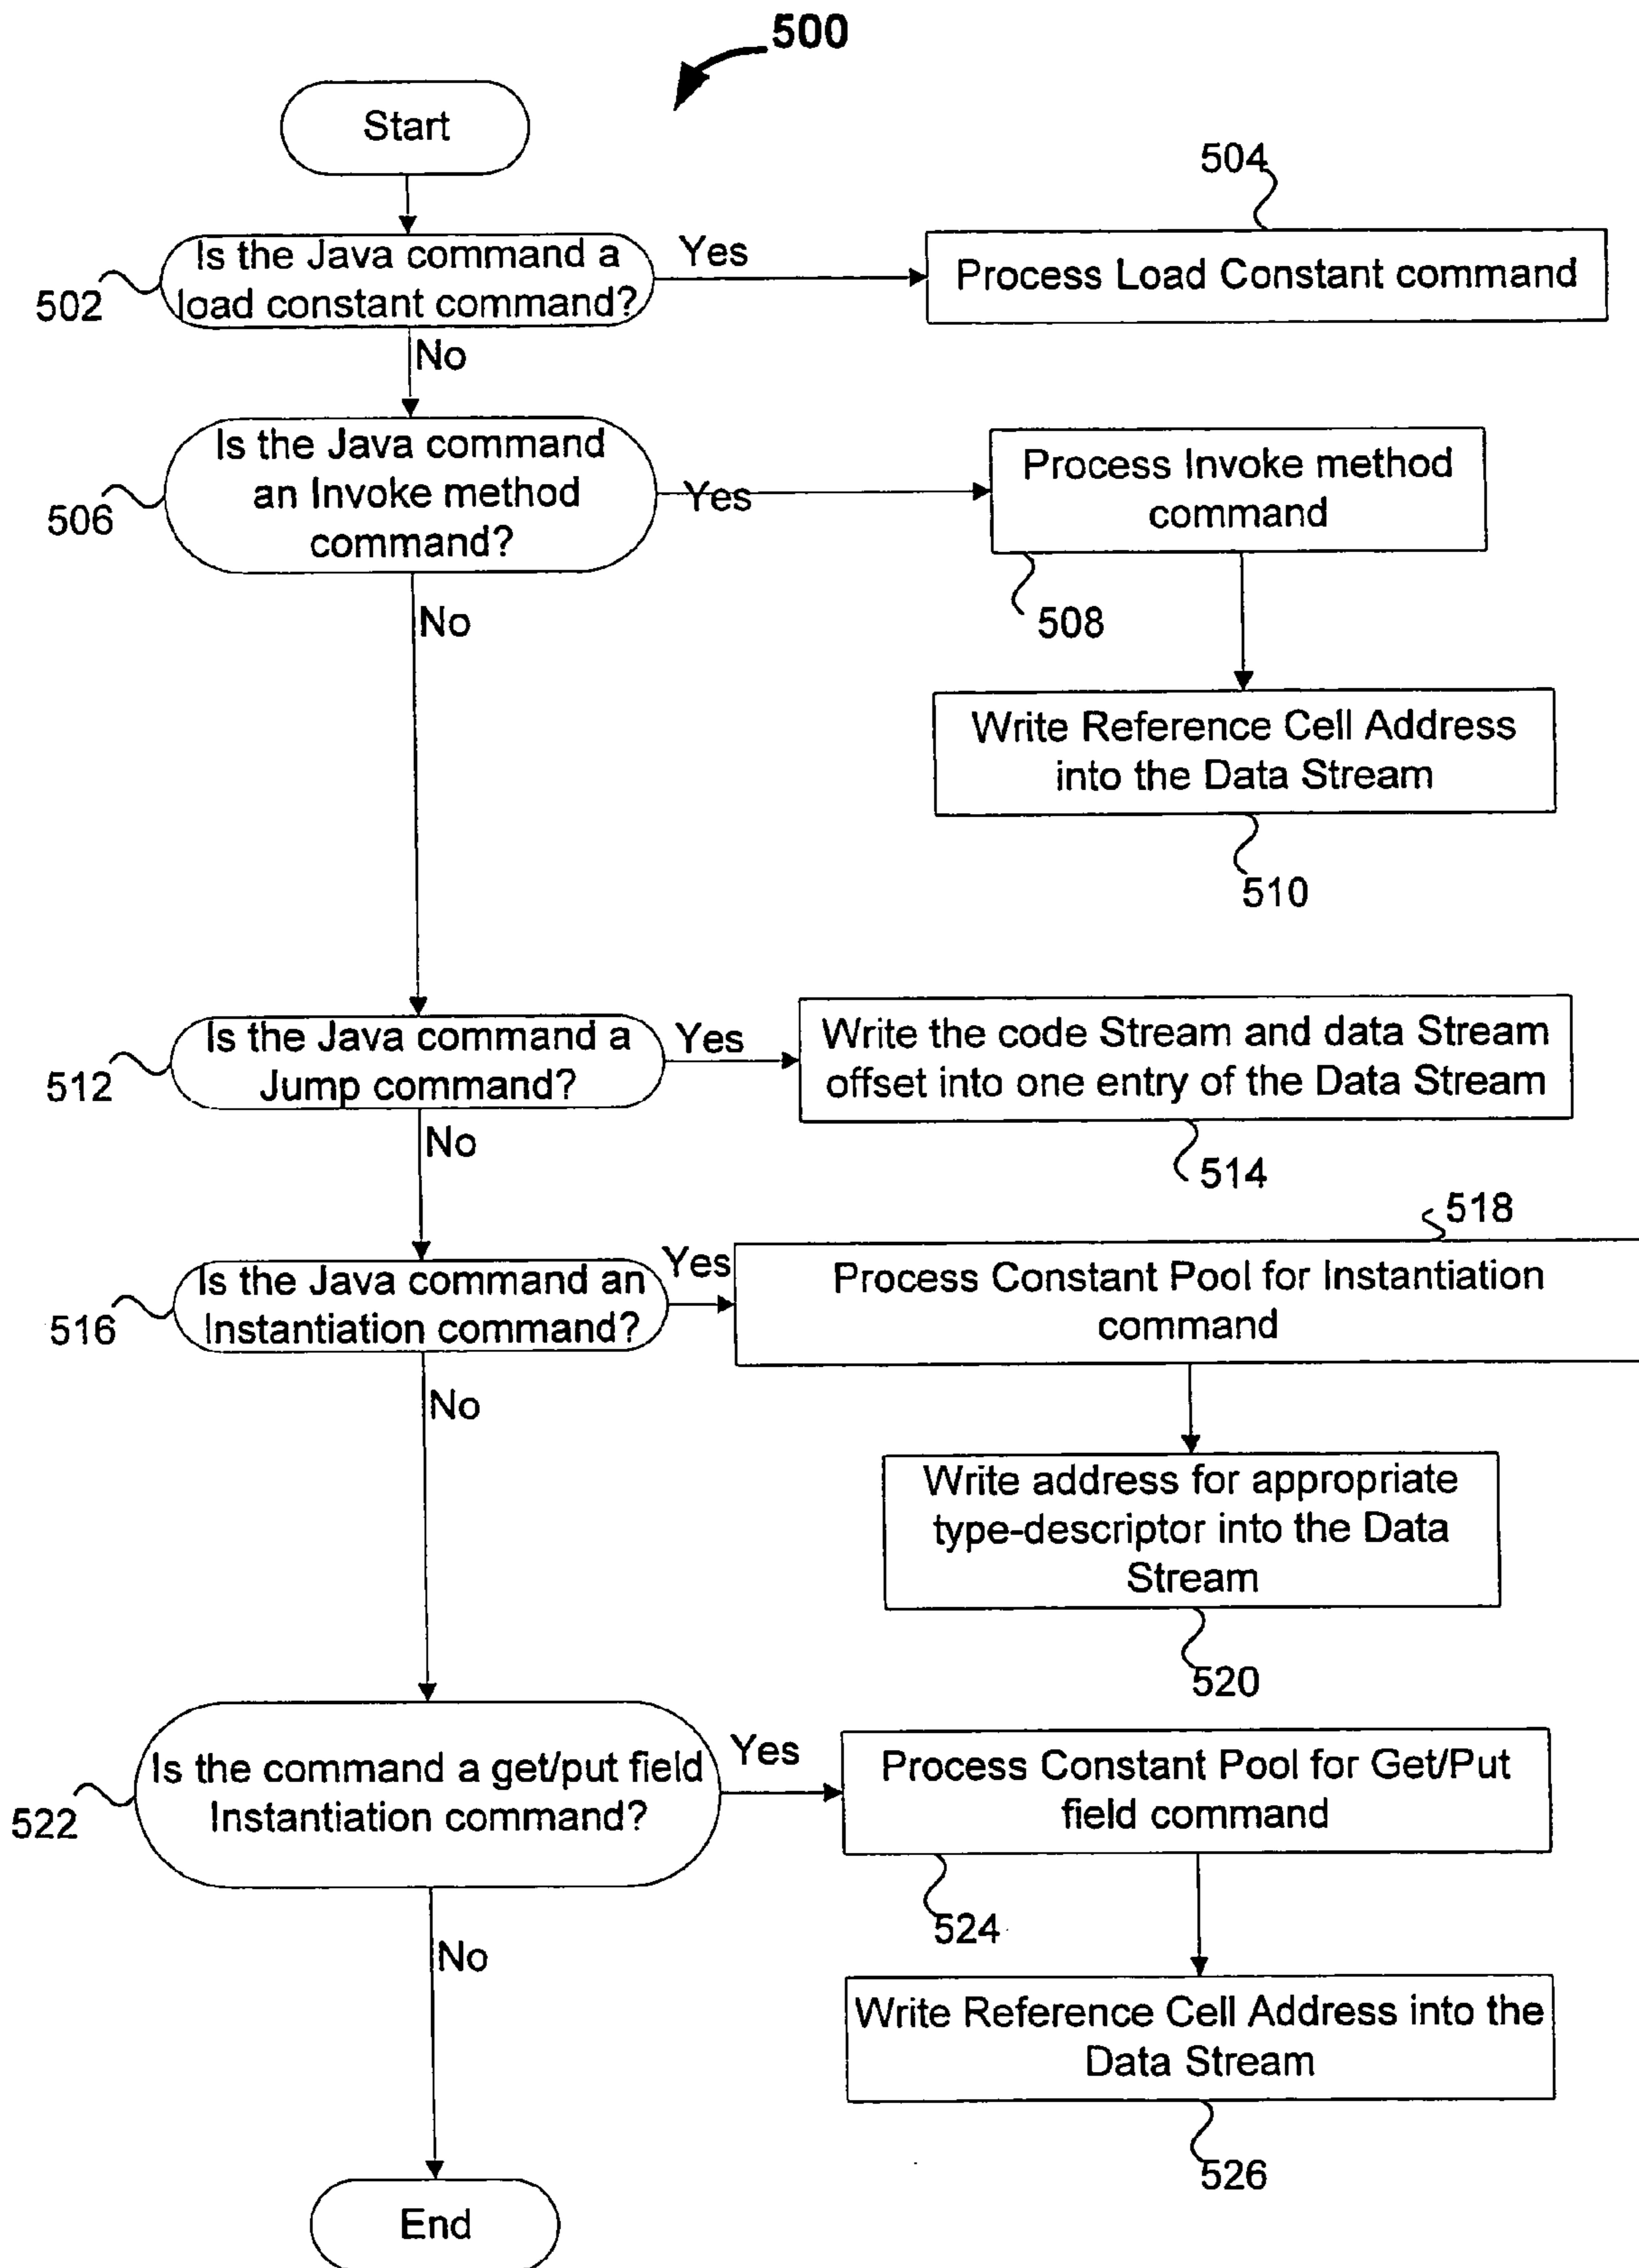 500
Start
504
Is the Java command a
load constant command?
Yes
Process Load Constant command
502
No
Is the Java command
an Invoke method
command?
Yes
Process Invoke method
command
506
508
No
Write Reference Cell Address
into the Data Stream
510
Is the Java command a
Jump command?
Yes
Write the code Stream and data Stream
offset into one entry of the Data Stream
512
No
514
518
Is the Java command an
Instantiation command?
Yes
Process Constant Pool for Instantiation
command
516
No
Write address for appropriate
type-descriptor into the Data
Stream
520
Is the command a get/put field
Instantiation command?
Yes
Process Constant Pool for Get/Put
field command
522
524
No
Write Reference Cell Address into the
Data Stream
526
End